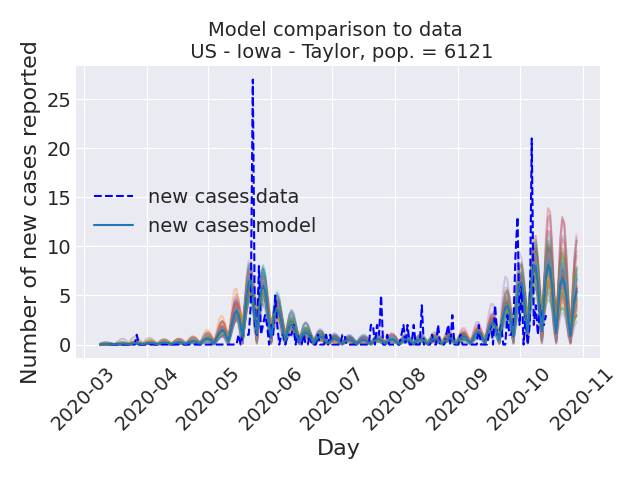 Model comparison to data
US - Iowa - Taylor, pop. = 6121
Number of new cases reported
25
20
15
10
5
0
new cases data
new cases model
2020-03
2020-04
2020-05
2020-06
2020-07
2020-08
2020-09
2020-10
2020-11
Day